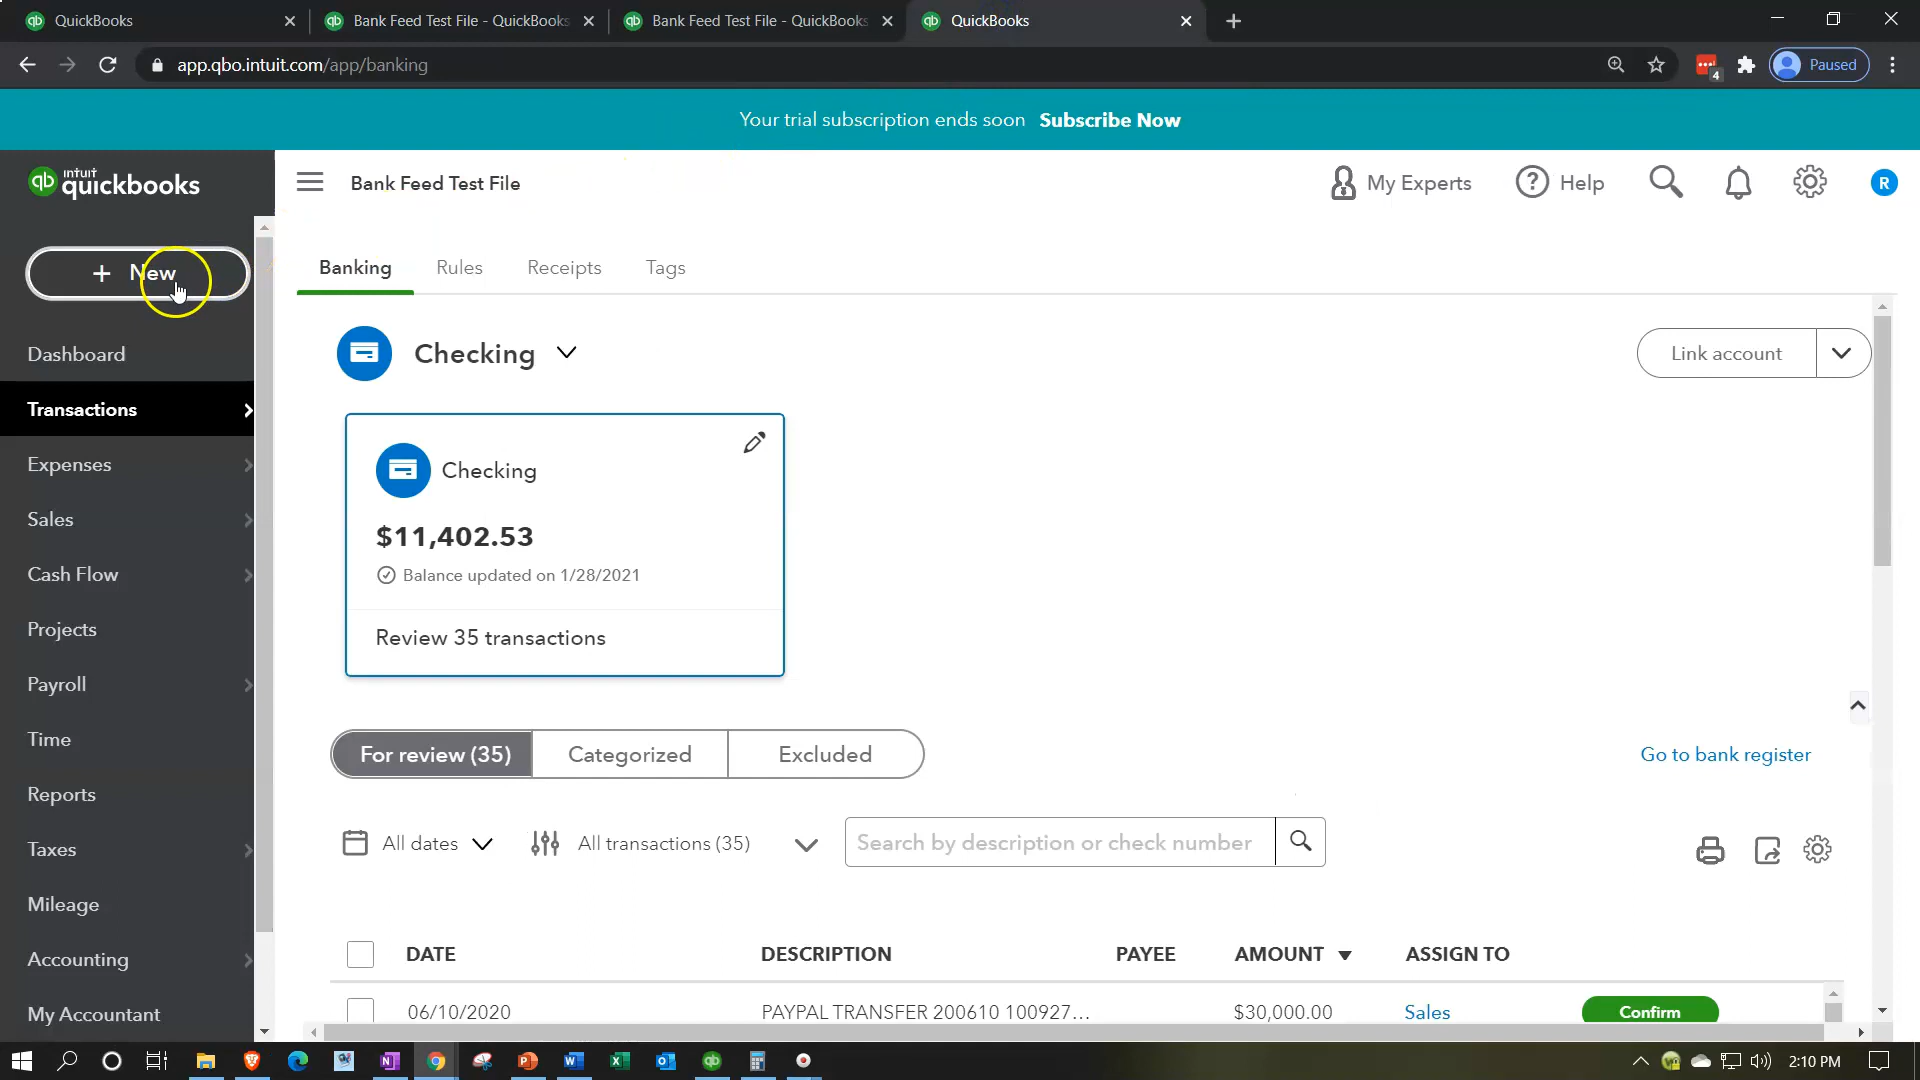 QuickBooks
Bank Feed Test File - QuickBooks
Bank Feed Test File - QuickBooks
QuickBooks
app.qbo.intuit.com/app/banking
4
Paused
Your trial subscription ends soon Subscribe Now
qb intuit quickbooks
Bank Feed Test File
My Experts
Help
R
+ New
Banking
Rules
Receipts
Tags
Dashboard
Transactions
Expenses
Sales
Cash Flow
Projects
Payroll
Time
Reports
Taxes
Mileage
Accounting
My Accountant
Checking
Link account
Checking
$11,402.53
Balance updated on 1/28/2021
Review 35 transactions
For review (35)
Categorized
Excluded
Go to bank register
All dates
All transactions (35)
Search by description or check number
DATE
DESCRIPTION
PAYEE
AMOUNT
ASSIGN TO
06/10/2020
PAYPAL TRANSFER 200610 100927...
$30,000.00
Sales
Confirm
2:10 PM